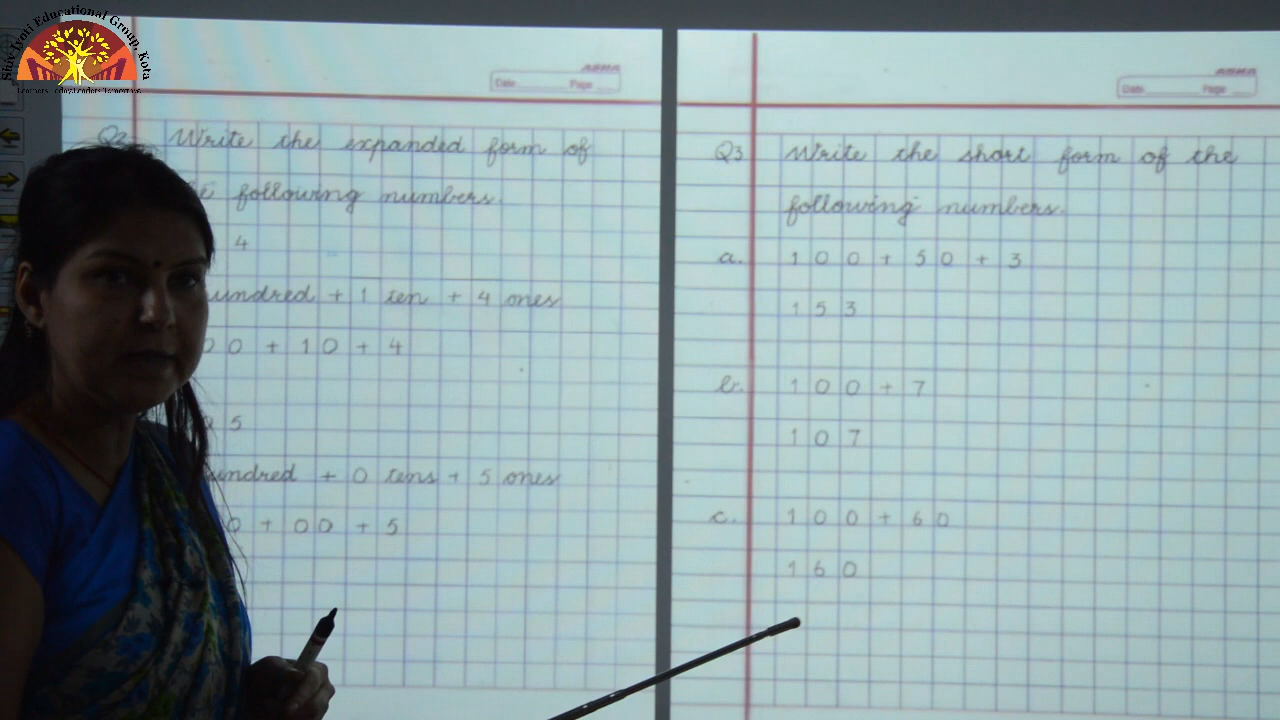 Shiv Jyoti Educational Group, Kota
Date Page
Q2. Write the expanded form of
following numbers.
4
undred + 1 ten + 4 ones
0 + 10 + 4
5
undred + 0 tens + 5 ones
0 + 00 + 5
Date Page
Q3 Write the short form of the
following numbers.
a. 100 + 50 + 3
153
b. 100 + 7
107
c. 100 + 60
160